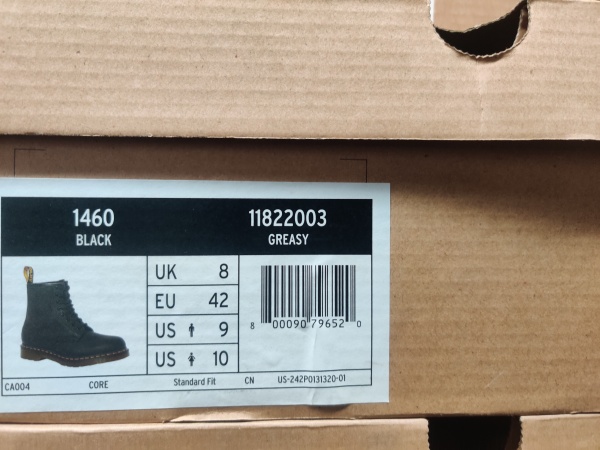 1460
BLACK
11822003
GREASY
UK 8
EU 42
US 9
US 10
8 00090 79652 0
CA004 CORE Standard Fit CN US-242P0131320-01